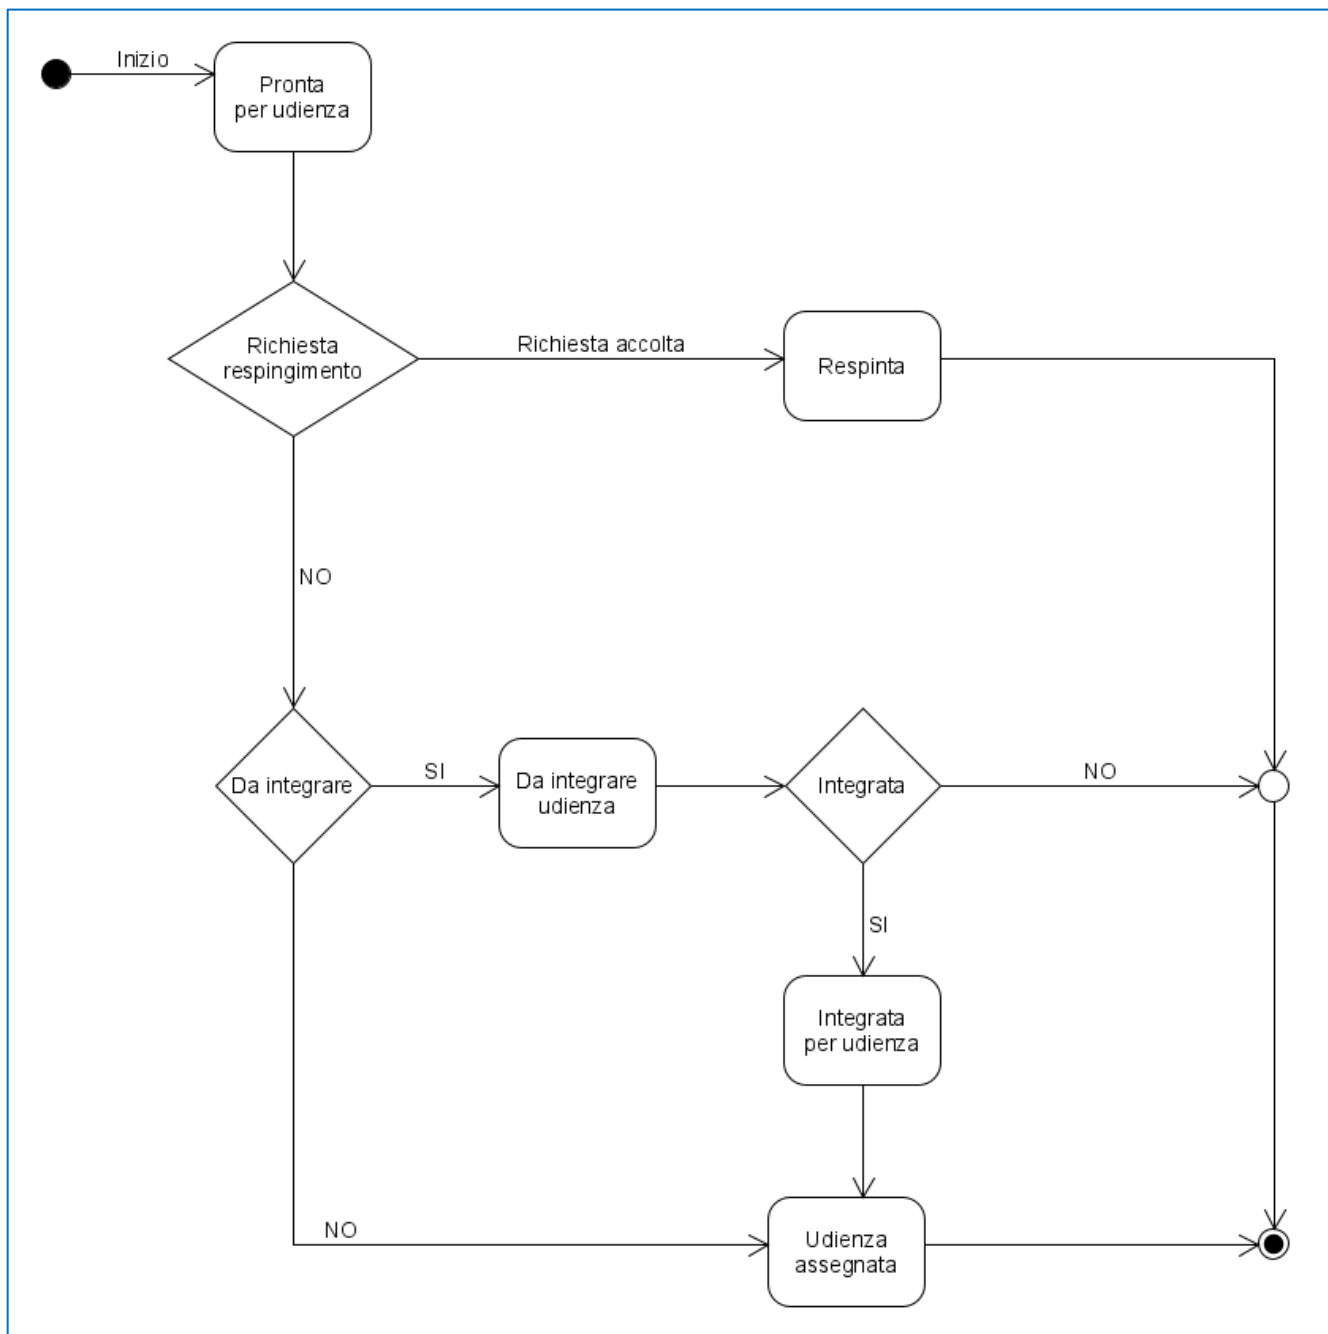 Inizio
Pronta
per udienza
Richiesta
respingimento
Richiesta accolta
Respinta
NO
Da integrare
SI
Da integrare
udienza
Integrata
NO
SI
Integrata
per udienza
NO
Udienza
assegnata